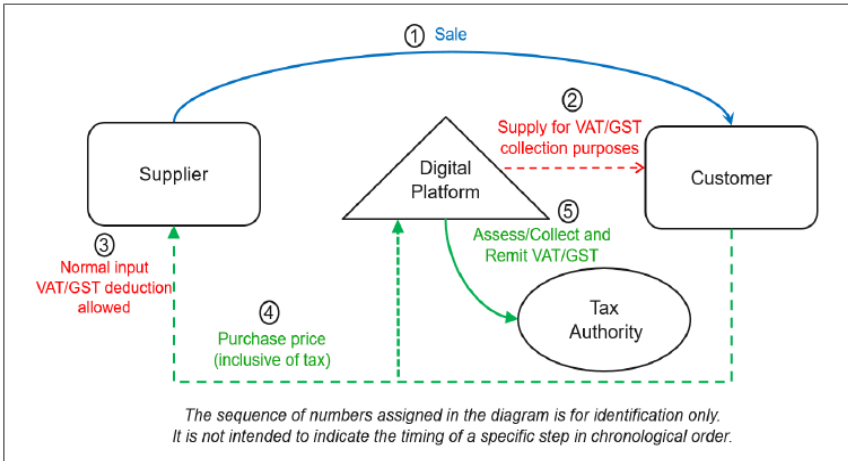 ① Sale
②
Supply for VAT/GST
collection purposes
Supplier
Digital
Platform
Customer
③
Normal input
VAT/GST deduction
allowed
⑤
Assess/Collect and
Remit VAT/GST
④
Purchase price
(inclusive of tax)
Tax
Authority
The sequence of numbers assigned in the diagram is for identification only.
It is not intended to indicate the timing of a specific step in chronological order.